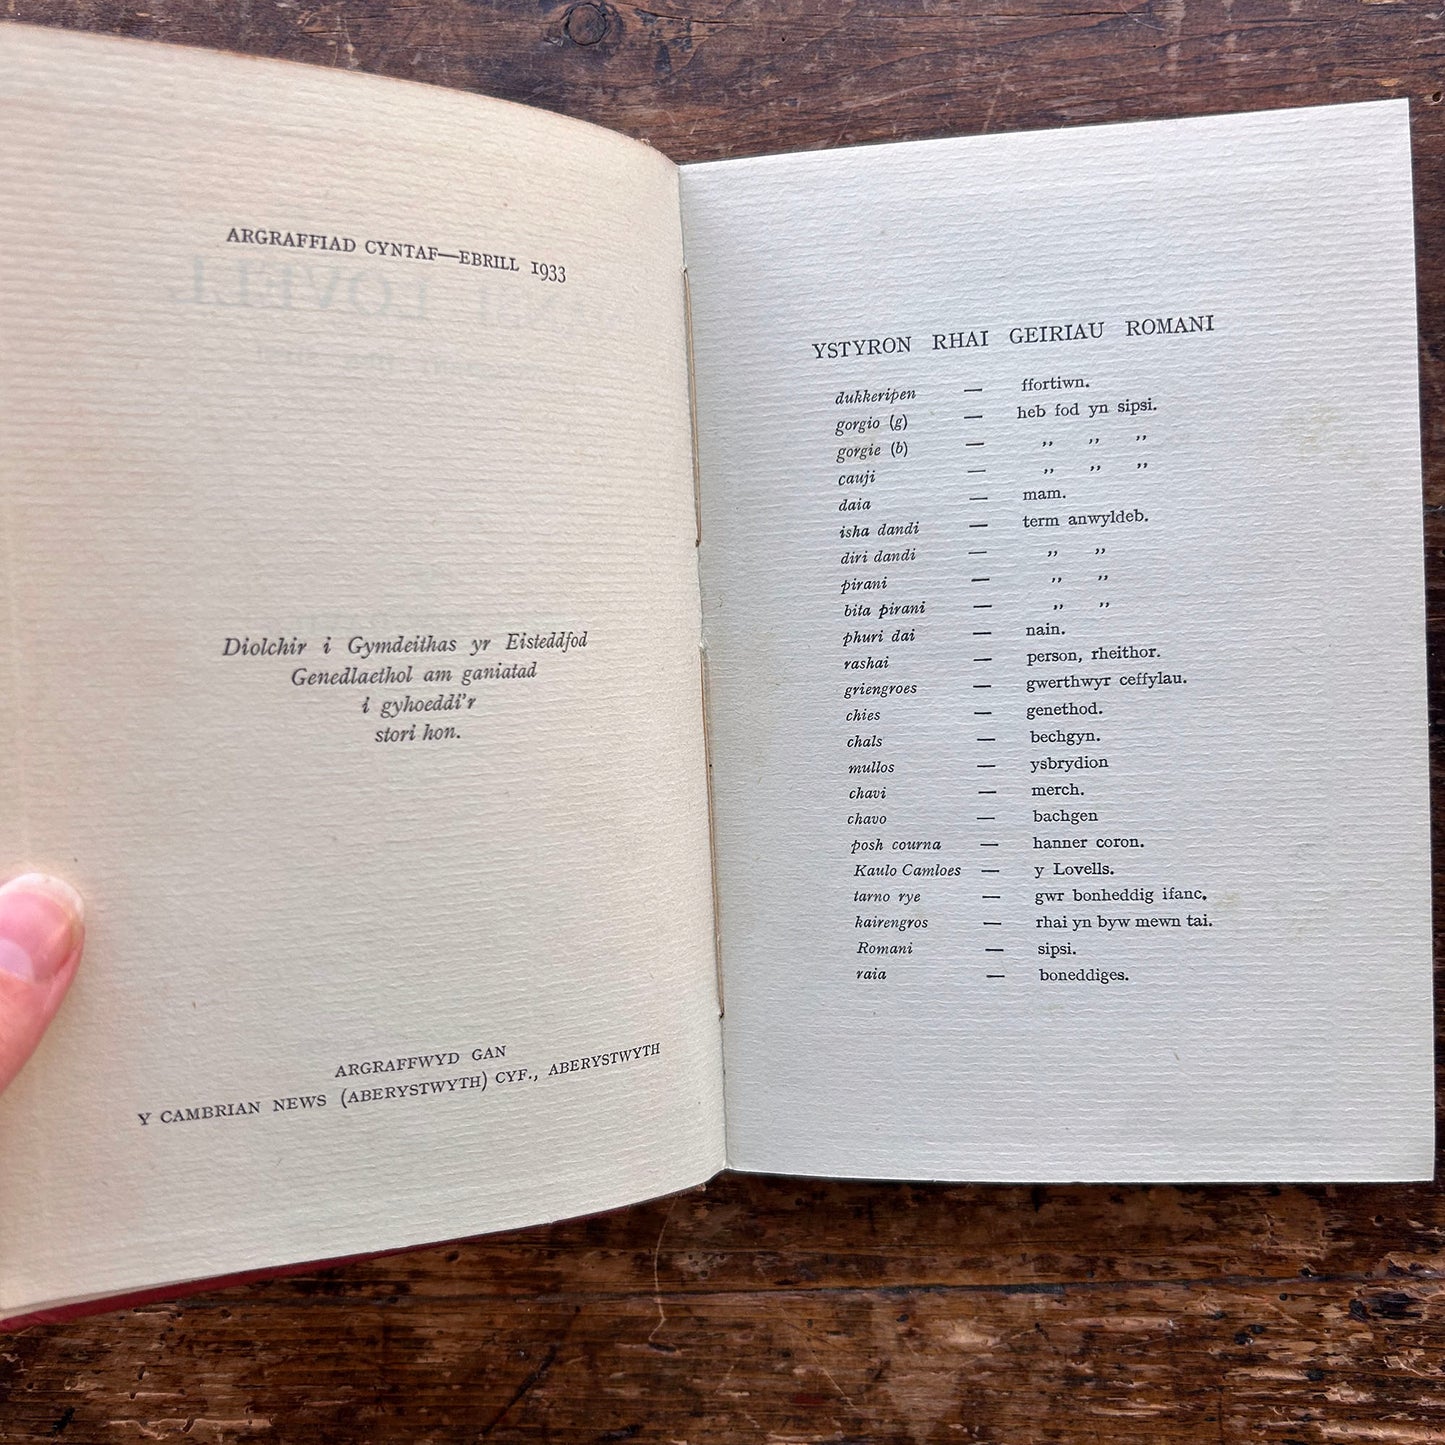 ARGRAFFIAD CYNTAF—EBRILL 1933
Diolchir i Gymdeithas yr Eisteddfod
Genedlaethol am ganiatad
i gyhoeddi'r
stori hon.
ARGRAFFWYD GAN
Y CAMBRIAN NEWS (ABERYSTWYTH) CYF., ABERYSTWYTH
YSTYRON RHAI GEIRIAU ROMANI
dukkeripen — ffortiwn.
gorgio (g) — heb fod yn sipsi.
gorgie (b) — ,, ,, ,,
cauji — ,, ,, ,,
daia — mam.
isha dandi — term anwyldeb.
diri dandi — ,, ,,
pirani — ,, ,,
bita pirani — ,, ,,
phuri dai — nain.
rashai — person, rheithor.
griengroes — gwerthwyr ceffylau.
chies — genethod.
chals — bechgyn.
mullos — ysbrydion
chavi — merch.
chavo — bachgen
posh courna — hanner coron.
Kaulo Camloes — y Lovells.
tarno rye — gwr bonheddig ifanc.
kairengros — rhai yn byw mewn tai.
Romani — sipsi.
raia — boneddiges.